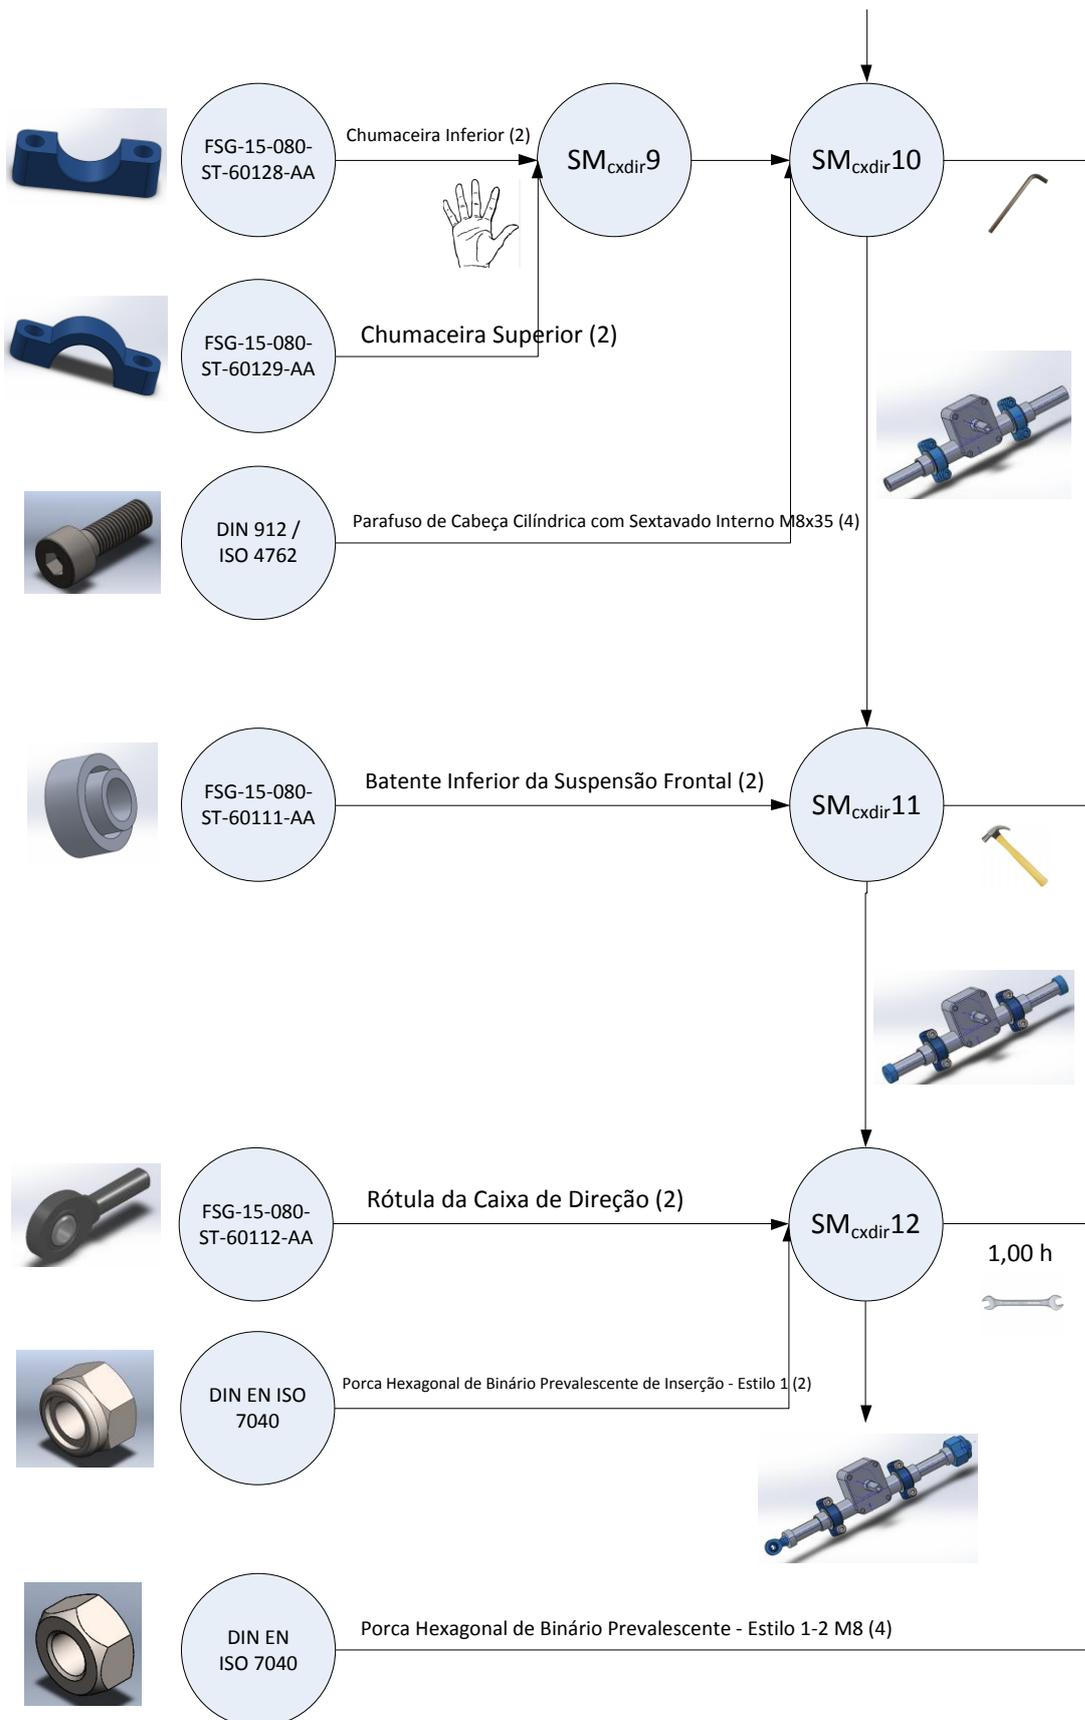 FSG-15-080-
ST-60128-AA
Chumaceira Inferior (2)
SMcxdir9
SMcxdir10
FSG-15-080-
ST-60129-AA
Chumaceira Superior (2)
DIN 912 /
ISO 4762
Parafuso de Cabeça Cilíndrica com Sextavado Interno M8x35 (4)
FSG-15-080-
ST-60111-AA
Batente Inferior da Suspensão Frontal (2)
SMcxdir11
FSG-15-080-
ST-60112-AA
Rótula da Caixa de Direção (2)
SMcxdir12
1,00 h
DIN EN ISO
7040
Porca Hexagonal de Binário Prevalescente de Inserção - Estilo 1 (2)
DIN EN
ISO 7040
Porca Hexagonal de Binário Prevalescente - Estilo 1-2 M8 (4)